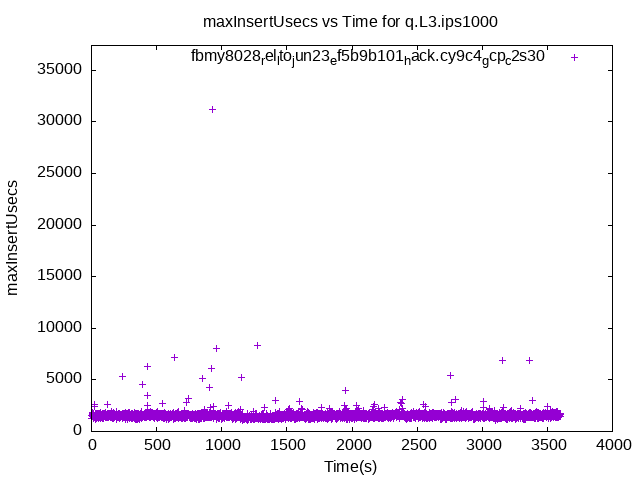 maxInsertUsecs vs Time for q.L3.ips1000
fbmy8028relltojun23ef5b9b101hack.cy9c4gcpc2s30
35000
30000
25000
20000
15000
10000
5000
0
maxInsertUsecs
0 500 1000 1500 2000 2500 3000 3500 4000
Time(s)